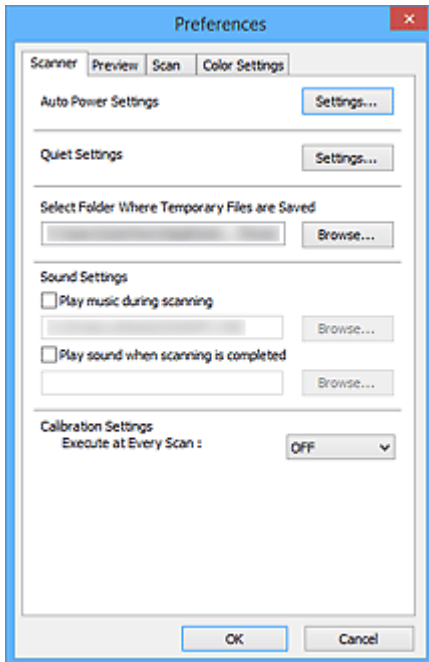 Preferences
Scanner Preview Scan Color Settings
Auto Power Settings Settings...
Quiet Settings Settings...
Select Folder Where Temporary Files are Saved
Browse...
Sound Settings
Play music during scanning
Browse...
Play sound when scanning is completed
Browse...
Calibration Settings
Execute at Every Scan : OFF
OK Cancel